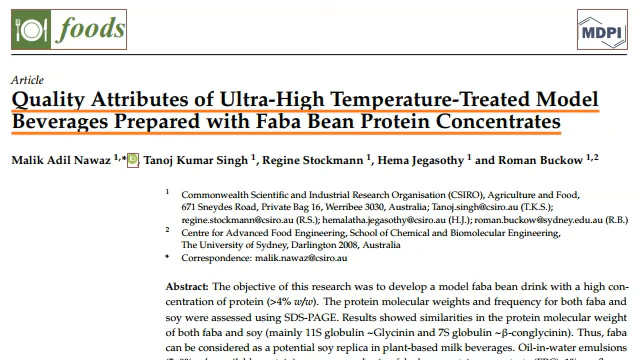 foods
MDPI
Article
Quality Attributes of Ultra-High Temperature-Treated Model
Beverages Prepared with Faba Bean Protein Concentrates
Malik Adil Nawaz 1,*, Tanoj Kumar Singh 1, Regine Stockmann 1, Hema Jegasothy 1 and Roman Buckow 1,2
1 Commonwealth Scientific and Industrial Research Organisation (CSIRO), Agriculture and Food,
671 Sneydes Road, Private Bag 16, Werribee 3030, Australia; Tanoj.singh@csiro.au (T.K.S.);
regine.stockmann@csiro.au (R.S.); hemalatha.jegasothy@csiro.au (H.J.); roman.buckow@sydney.edu.au (R.B.)
2 Centre for Advanced Food Engineering, School of Chemical and Biomolecular Engineering,
The University of Sydney, Darlington 2008, Australia
* Correspondence: malik.nawaz@csiro.au
Abstract: The objective of this research was to develop a model faba bean drink with a high con-
centration of protein (>4% w/w). The protein molecular weights and frequency for both faba and
soy were assessed using SDS-PAGE. Results showed similarities in the protein molecular weight
of both faba and soy (mainly 11S globulin ~Glycinin and 7S globulin ~β-conglycinin). Thus, faba
can be considered as a potential soy replica in plant-based milk beverages. Oil-in-water emulsions